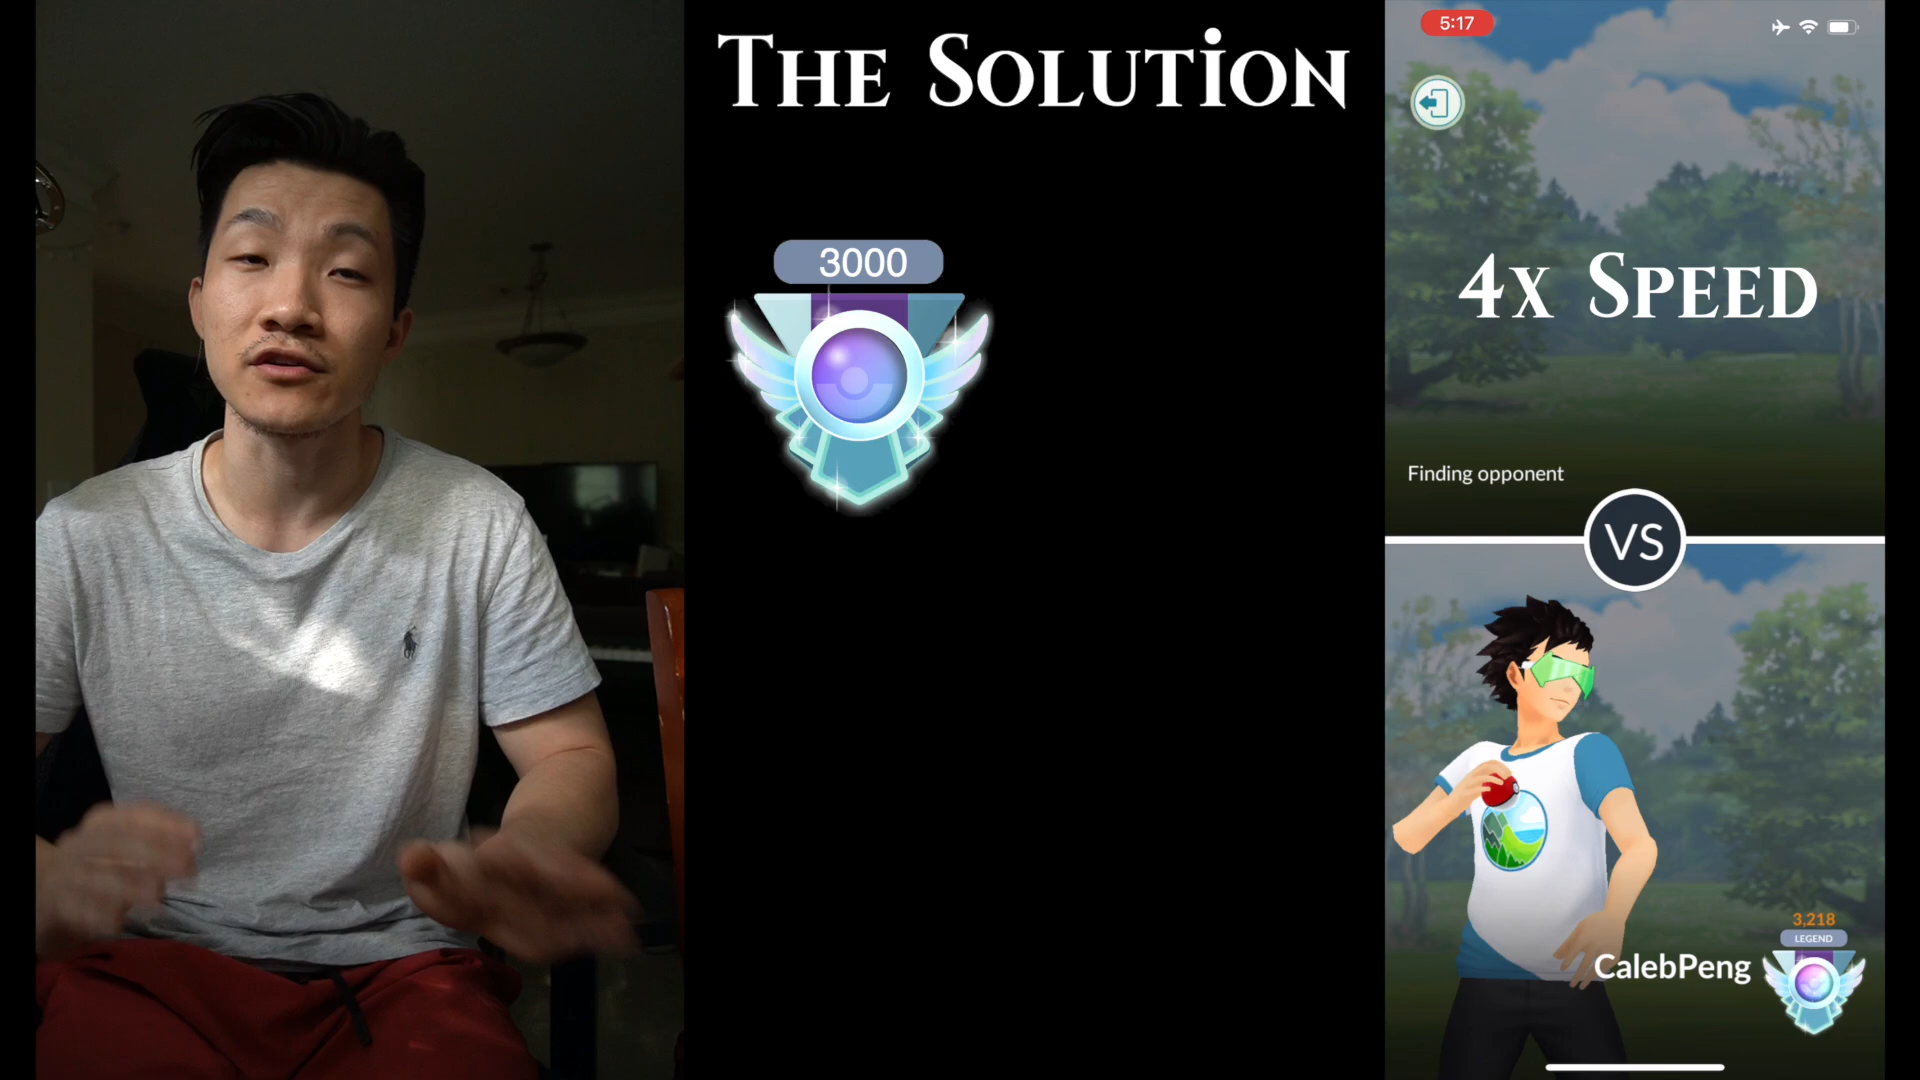 The Solution
3000
5:17
4x Speed
Finding opponent
VS
3,218
LEGEND
CalebPeng